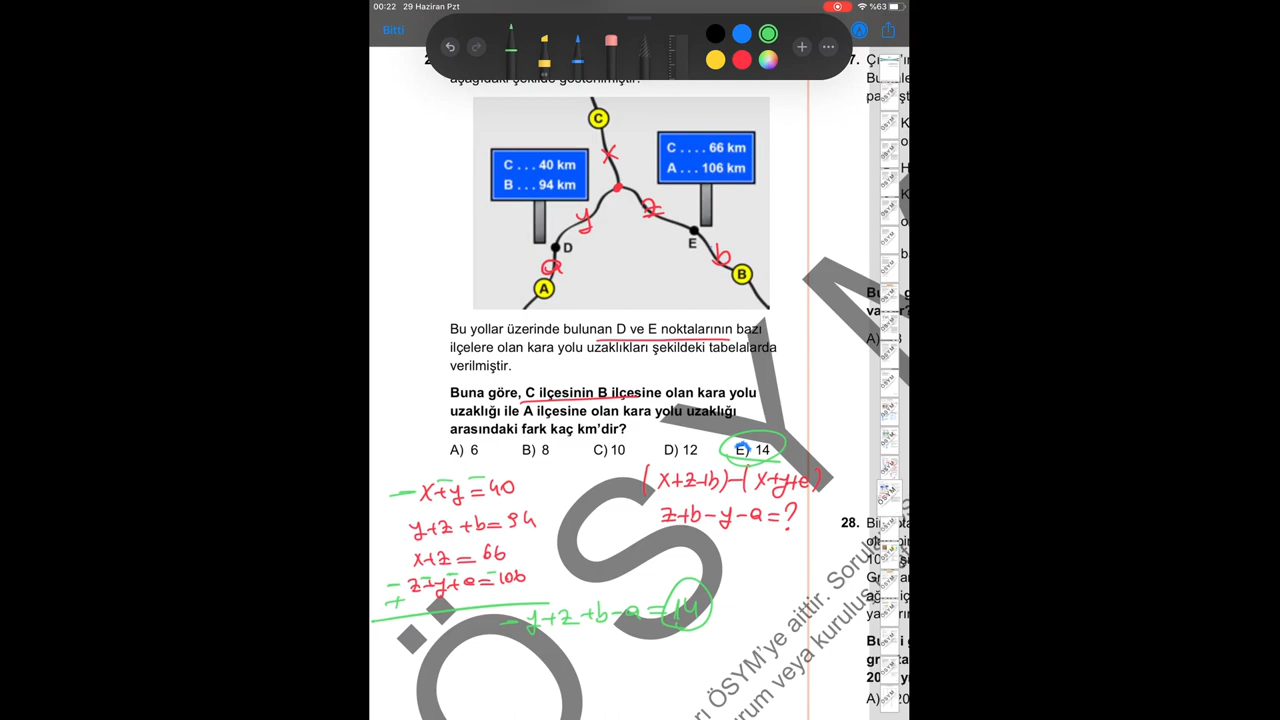 00:22 29 Haziran Pzt
%63
Bitti
aşağıdaki şekilde gösterilmiştir.
C
C . . . 40 km
B . . . 94 km
C . . . . 66 km
A . . . 106 km
x
y
z
D
E
a
b
A
B
Bu yollar üzerinde bulunan D ve E noktalarının bazı
ilçelere olan kara yolu uzaklıkları şekildeki tabelalarda
verilmiştir.
Buna göre, C ilçesinin B ilçesine olan kara yolu
uzaklığı ile A ilçesine olan kara yolu uzaklığı
arasındaki fark kaç km'dir?
A) 6 B) 8 C) 10 D) 12 E) 14
- x+y=40
y+z+b=94
x+z=66
- z+y+a=106
+
-y+z+b-a=14
(x+z+b)-(x+y+a)
z+b-y-a=?
28.
ÖSYM
ÖSYM'ye aittir. Sorula
urum veya kuruluş